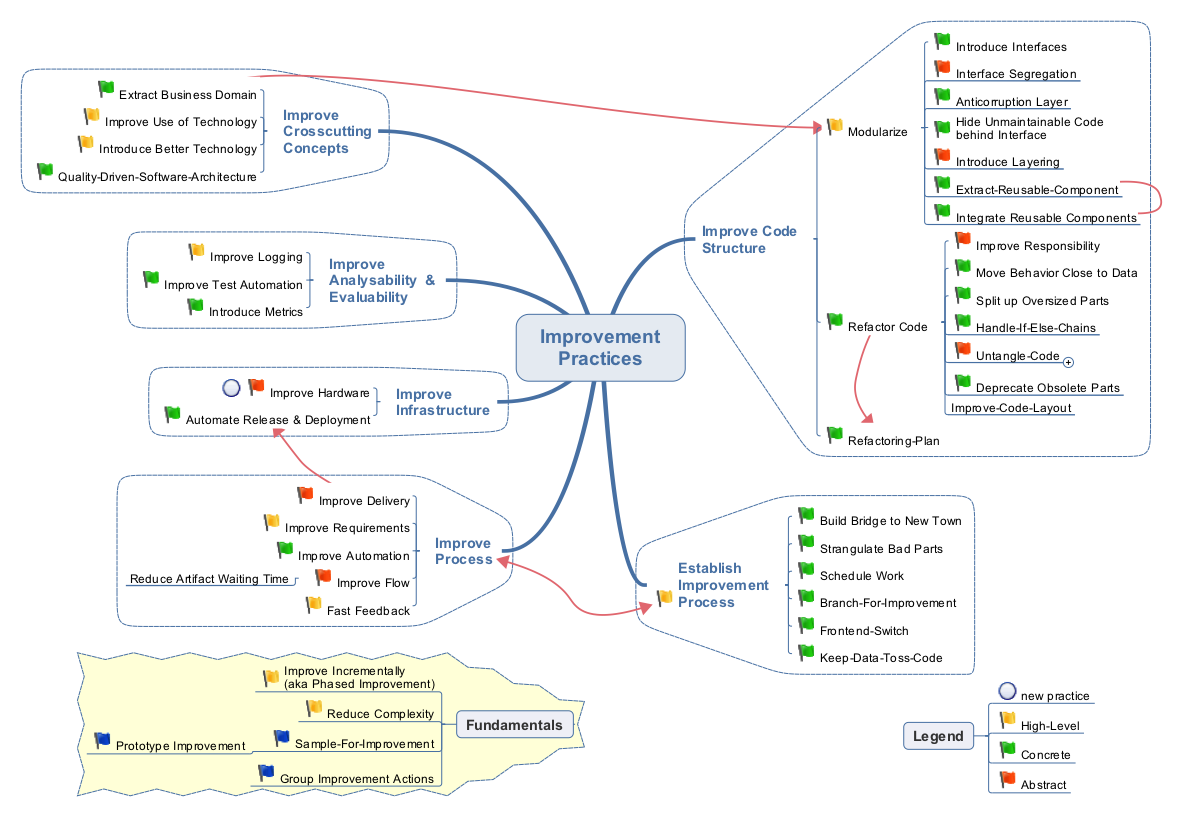 Improvement
Practices
Improve
Crosscutting
Concepts
Extract Business Domain
Improve Use of Technology
Introduce Better Technology
Quality-Driven-Software-Architecture
Improve
Analysability &
Evaluability
Improve Logging
Improve Test Automation
Introduce Metrics
Improve
Infrastructure
Improve Hardware
Automate Release & Deployment
Improve
Process
Improve Delivery
Improve Requirements
Improve Automation
Improve Flow
Reduce Artifact Waiting Time
Fast Feedback
Improve Code
Structure
Modularize
Introduce Interfaces
Interface Segregation
Anticorruption Layer
Hide Unmaintainable Code
behind Interface
Introduce Layering
Extract-Reusable-Component
Integrate Reusable Components
Refactor Code
Improve Responsibility
Move Behavior Close to Data
Split up Oversized Parts
Handle-If-Else-Chains
Untangle-Code
Deprecate Obsolete Parts
Improve-Code-Layout
Refactoring-Plan
Establish
Improvement
Process
Build Bridge to New Town
Strangulate Bad Parts
Schedule Work
Branch-For-Improvement
Frontend-Switch
Keep-Data-Toss-Code
Fundamentals
Improve Incrementally
(aka Phased Improvement)
Reduce Complexity
Sample-For-Improvement
Prototype Improvement
Group Improvement Actions
Legend
new practice
High-Level
Concrete
Abstract